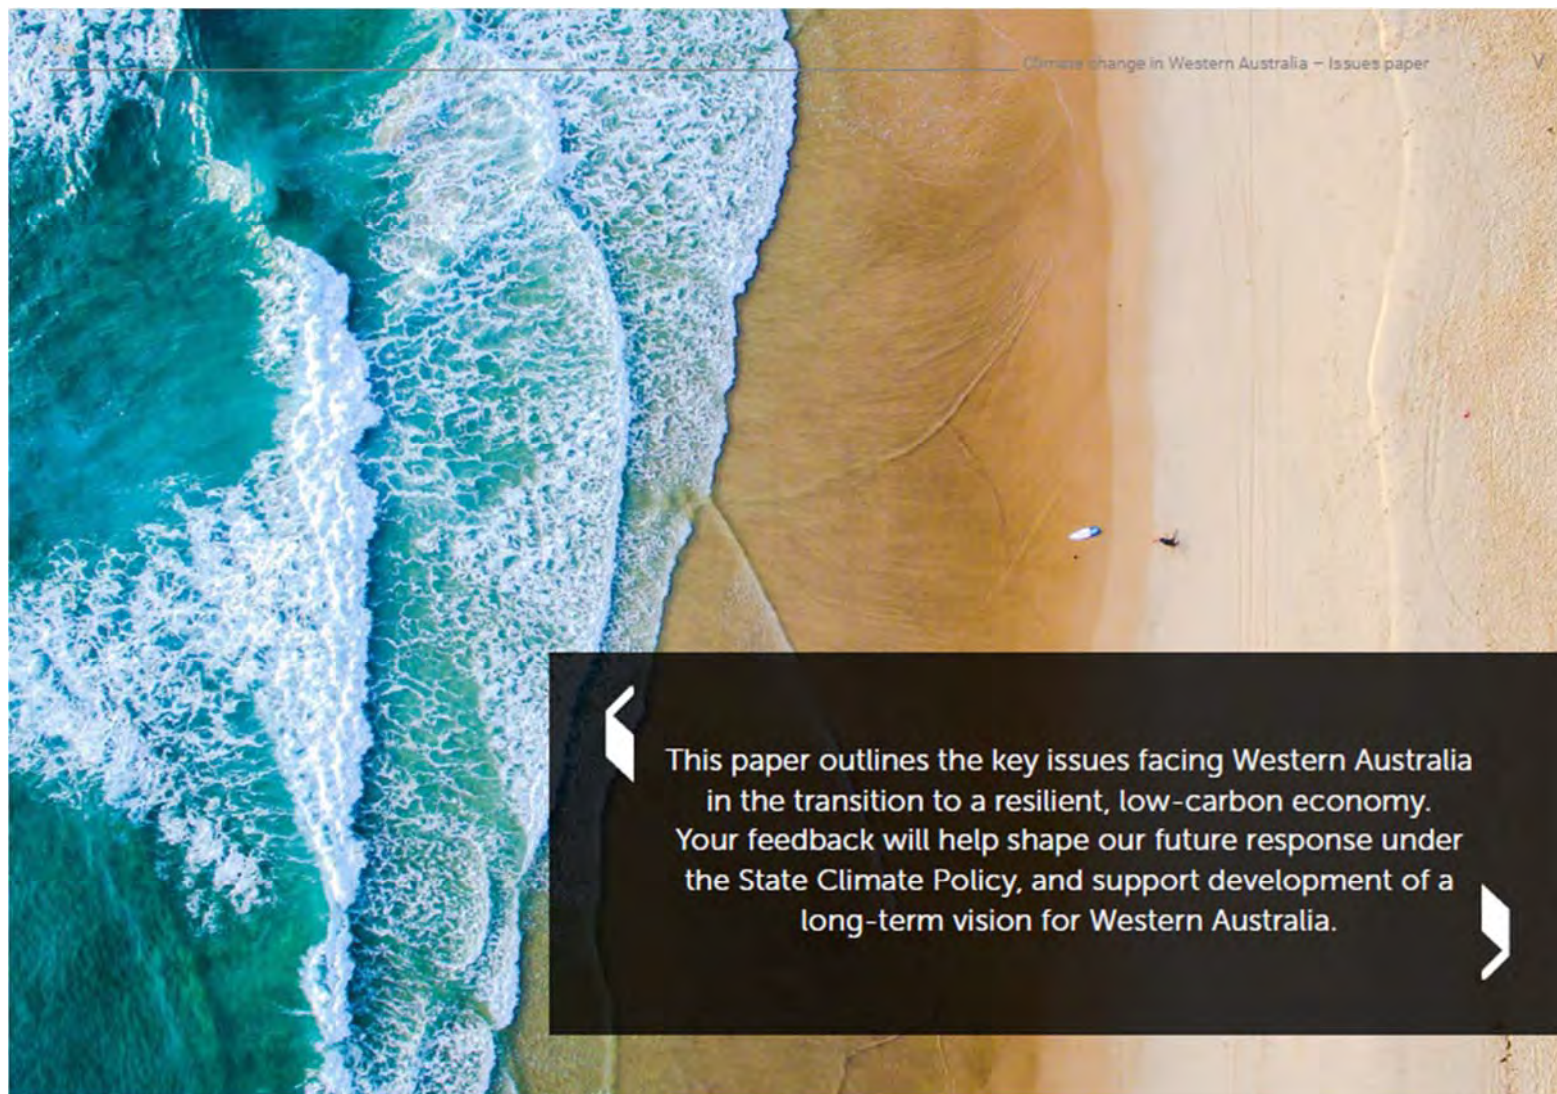 Climate change in Western Australia – Issues paper V
This paper outlines the key issues facing Western Australia
in the transition to a resilient, low-carbon economy.
Your feedback will help shape our future response under
the State Climate Policy, and support development of a
long-term vision for Western Australia.